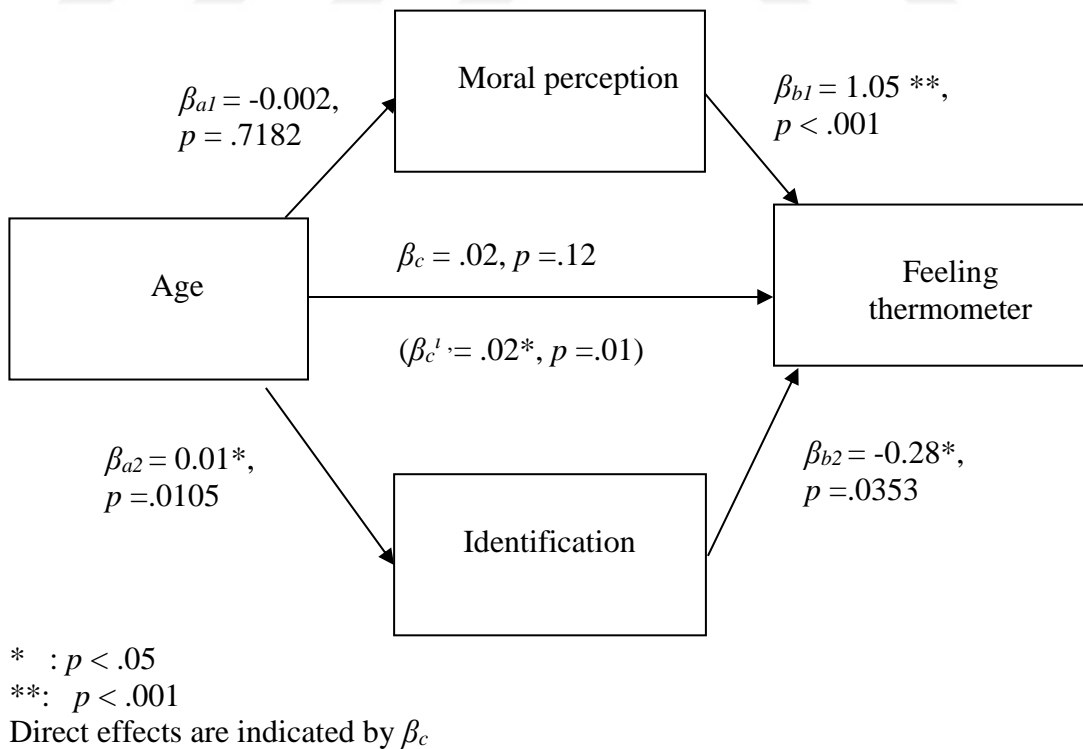 Moral perception
βa1 = -0.002,
p = .7182
βb1 = 1.05 **,
p < .001
Age
βc = .02, p =.12
(βc¹ ,= .02*, p =.01)
Feeling
thermometer
βa2 = 0.01*,
p =.0105
Identification
βb2 = -0.28*,
p =.0353
* : p < .05
**: p < .001
Direct effects are indicated by βc